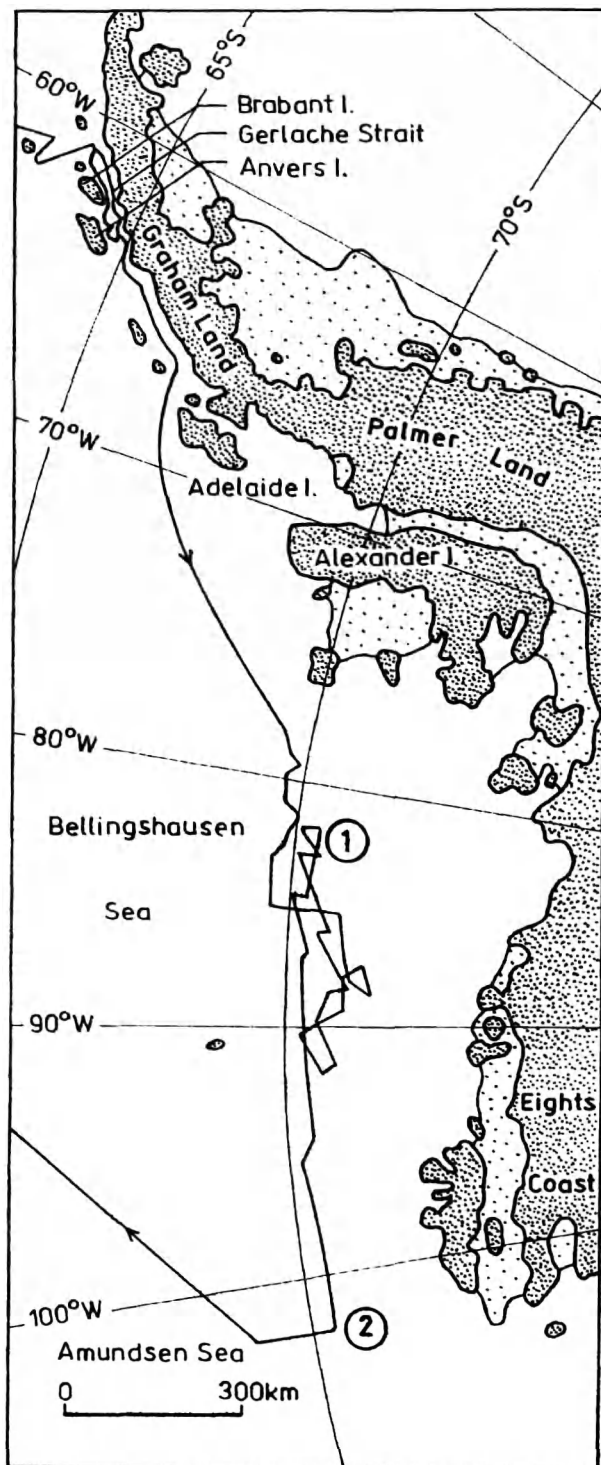 65°S
60°W
Brabant I.
Gerlache Strait
Anvers I.
70°S
Graham Land
70°W
Palmer Land
Adelaide I.
Alexander I.
80°W
Bellingshausen
Sea
1
90°W
Eights
Coast
100°W
2
Amundsen Sea
0 300km